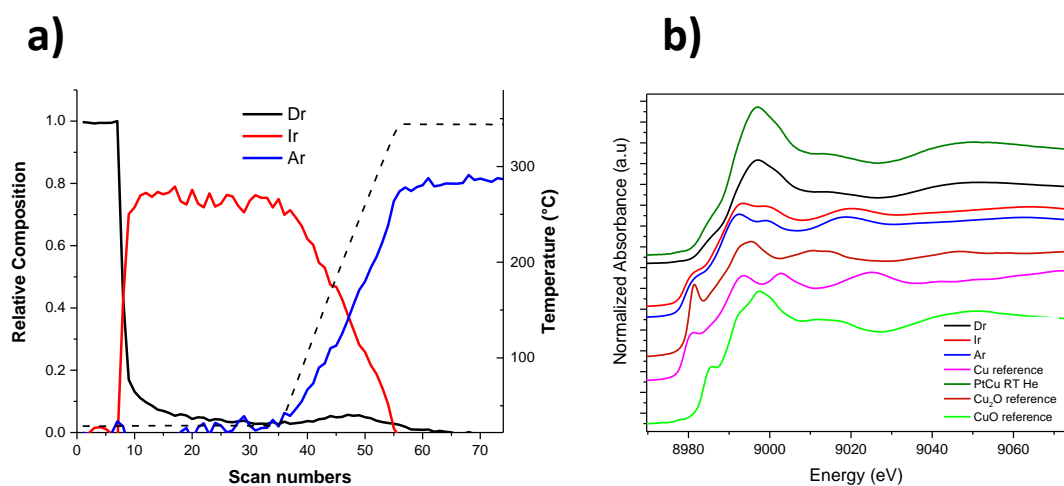 a)
b)
Dr
Ir
Ar
1.0
0.8
0.6
0.4
0.2
0.0
Relative Composition
300
200
100
Temperature (°C)
0 10 20 30 40 50 60 70
Scan numbers
Normalized Absorbance (a.u)
Dr
Ir
Ar
Cu reference
PtCu RT He
Cu₂O reference
CuO reference
8980 9000 9020 9040 9060
Energy (eV)